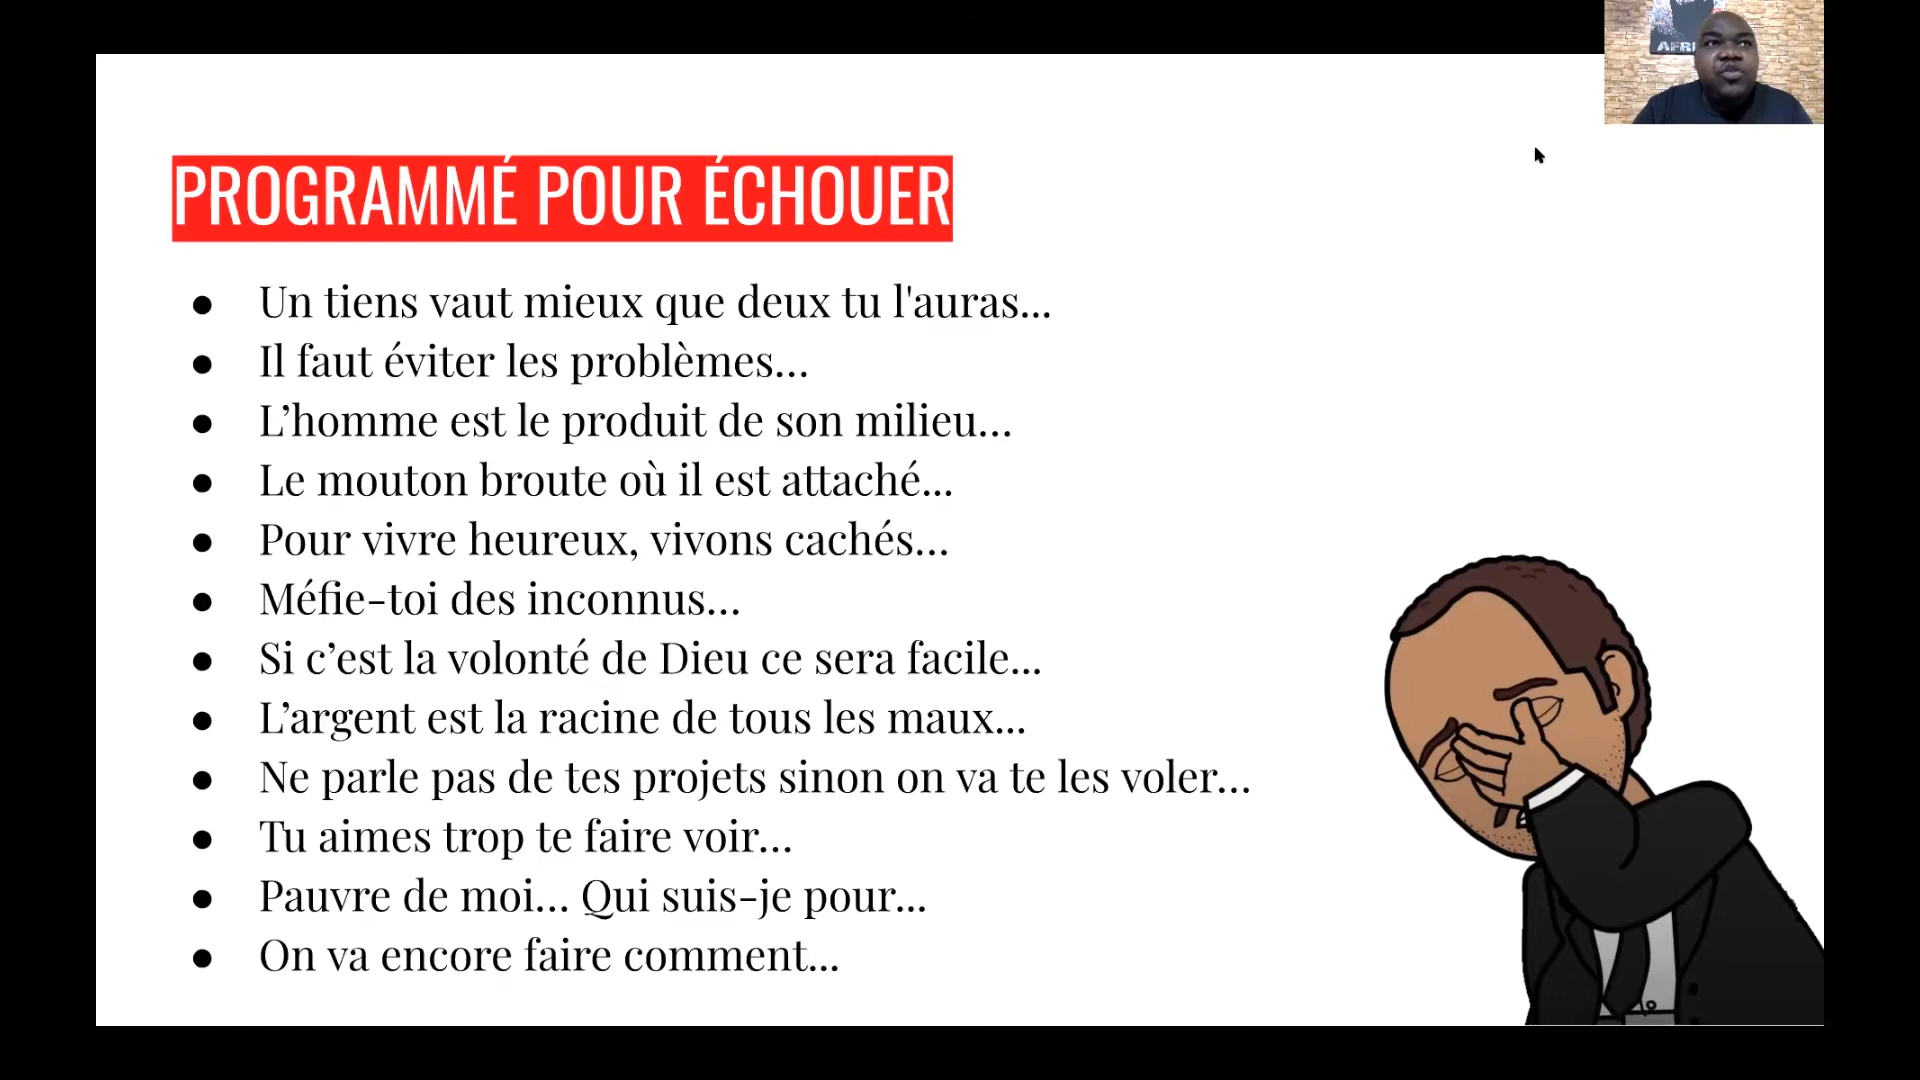 AFRI
PROGRAMMÉ POUR ÉCHOUER
● Un tiens vaut mieux que deux tu l'auras...
● Il faut éviter les problèmes...
● L’homme est le produit de son milieu...
● Le mouton broute où il est attaché...
● Pour vivre heureux, vivons cachés...
● Méfie-toi des inconnus...
● Si c’est la volonté de Dieu ce sera facile...
● L’argent est la racine de tous les maux...
● Ne parle pas de tes projets sinon on va te les voler...
● Tu aimes trop te faire voir...
● Pauvre de moi... Qui suis-je pour...
● On va encore faire comment...